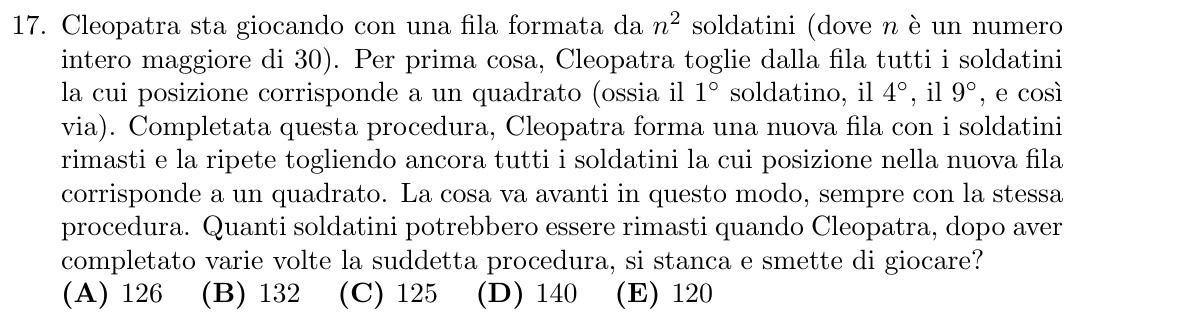 17. Cleopatra sta giocando con una fila formata da n² soldatini (dove n è un numero
intero maggiore di 30). Per prima cosa, Cleopatra toglie dalla fila tutti i soldatini
la cui posizione corrisponde a un quadrato (ossia il 1° soldatino, il 4°, il 9°, e così
via). Completata questa procedura, Cleopatra forma una nuova fila con i soldatini
rimasti e la ripete togliendo ancora tutti i soldatini la cui posizione nella nuova fila
corrisponde a un quadrato. La cosa va avanti in questo modo, sempre con la stessa
procedura. Quanti soldatini potrebbero essere rimasti quando Cleopatra, dopo aver
completato varie volte la suddetta procedura, si stanca e smette di giocare?
(A) 126 (B) 132 (C) 125 (D) 140 (E) 120